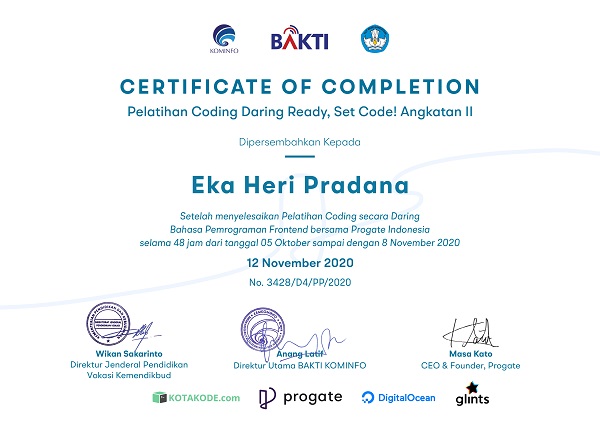 KOMINFO
BAKTI
CERTIFICATE OF COMPLETION
Pelatihan Coding Daring Ready, Set Code! Angkatan II
Dipersembahkan Kepada
Eka Heri Pradana
Setelah menyelesaikan Pelatihan Coding secara Daring
Bahasa Pemrograman Frontend bersama Progate Indonesia
selama 48 jam dari tanggal 05 Oktober sampai dengan 8 November 2020
12 November 2020
No. 3428/D4/PP/2020
Wikan Sakarinto
Direktur Jenderal Pendidikan
Vokasi Kemendikbud
Anang Latif
Direktur Utama BAKTI KOMINFO
Masa Kato
CEO & Founder, Progate
KOTAKODE.com
progate
DigitalOcean
glints